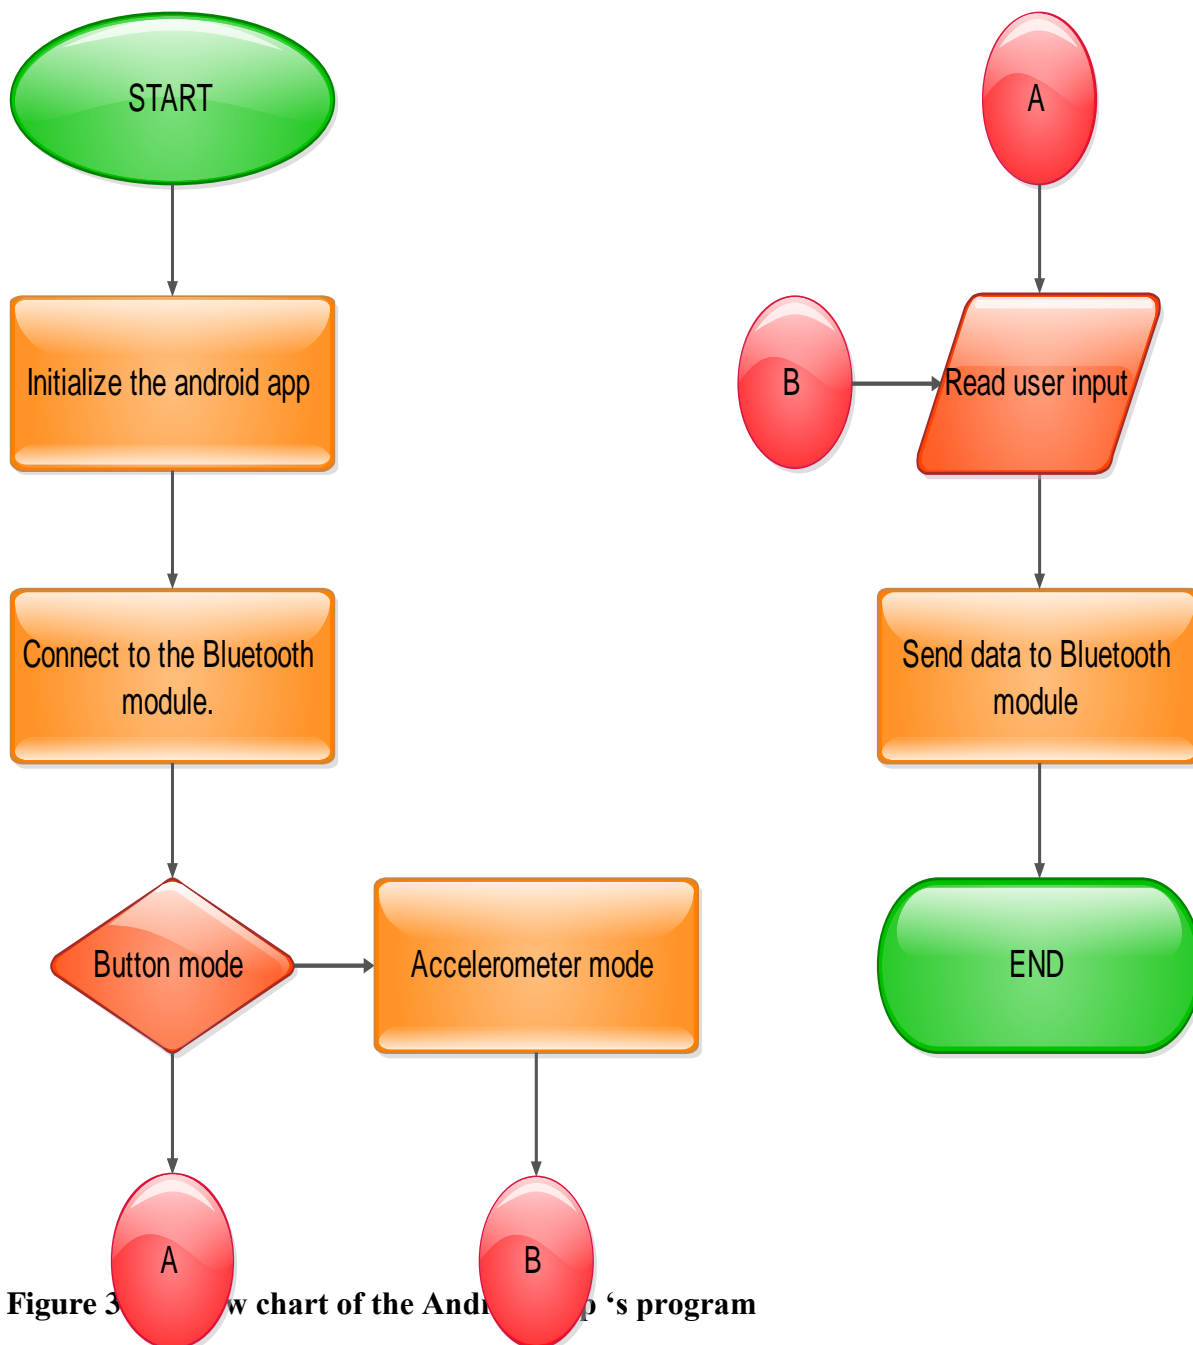 START
Initialize the android app
Connect to the Bluetooth
module.
Button mode
Accelerometer mode
A
B
A
B
Read user input
Send data to Bluetooth
module
END
Figure 3 w chart of the Andr p ‘s program